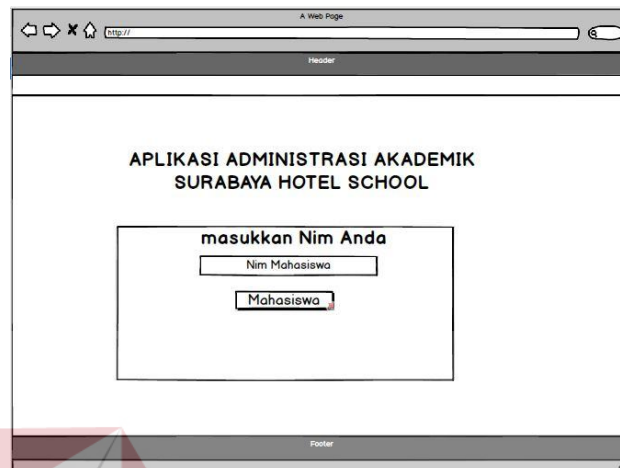 A Web Page
http://
Header
APLIKASI ADMINISTRASI AKADEMIK
SURABAYA HOTEL SCHOOL
masukkan Nim Anda
Nim Mahasiswa
Mahasiswa
Footer